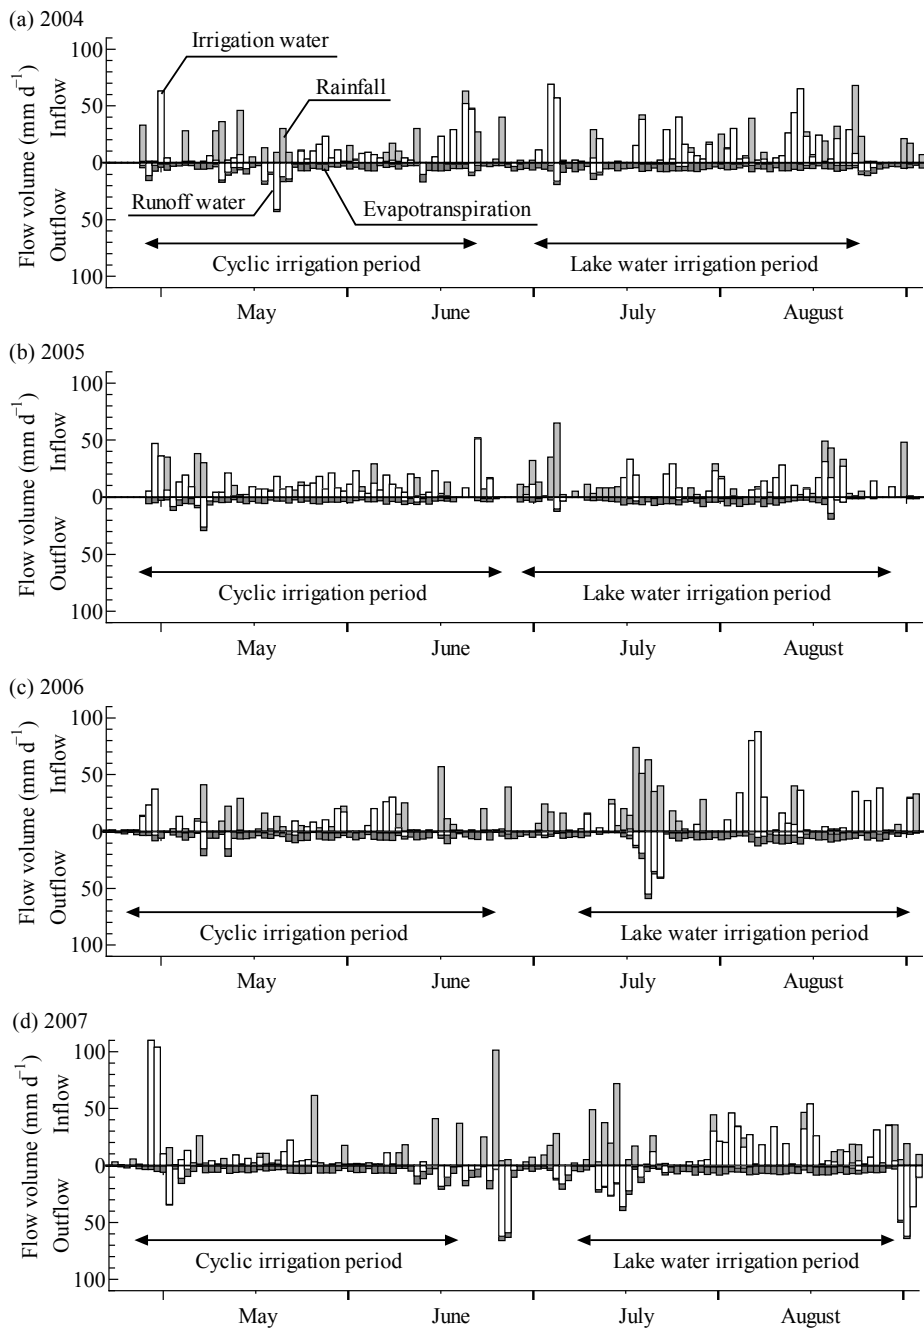 (a) 2004
Flow volume (mm d⁻¹)
Outflow Inflow
100
50
0
50
100
Irrigation water
Rainfall
Runoff water
Evapotranspiration
Cyclic irrigation period
Lake water irrigation period
May June July August
(b) 2005
Flow volume (mm d⁻¹)
Outflow Inflow
100
50
0
50
100
Cyclic irrigation period
Lake water irrigation period
May June July August
(c) 2006
Flow volume (mm d⁻¹)
Outflow Inflow
100
50
0
50
100
Cyclic irrigation period
Lake water irrigation period
May June July August
(d) 2007
Flow volume (mm d⁻¹)
Outflow Inflow
100
50
0
50
100
Cyclic irrigation period
Lake water irrigation period
May June July August